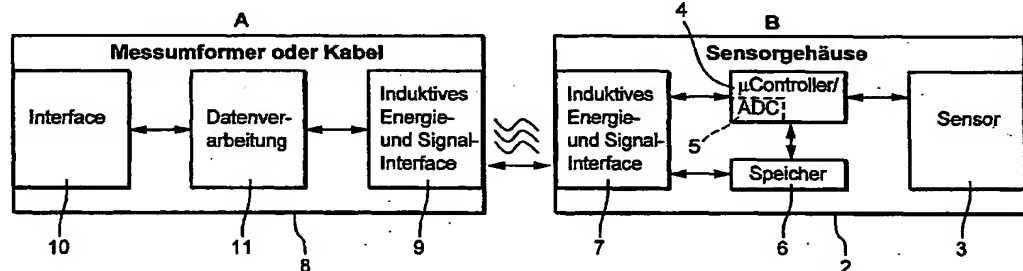 A
Messumformer oder Kabel
Interface
Datenver-
arbeitung
Induktives
Energie-
und Signal-
Interface
10
11
8
9
B
Sensorgehäuse
4
Induktives
Energie-
und Signal-
Interface
µController/
ADC
5
Speicher
Sensor
7
6
2
3